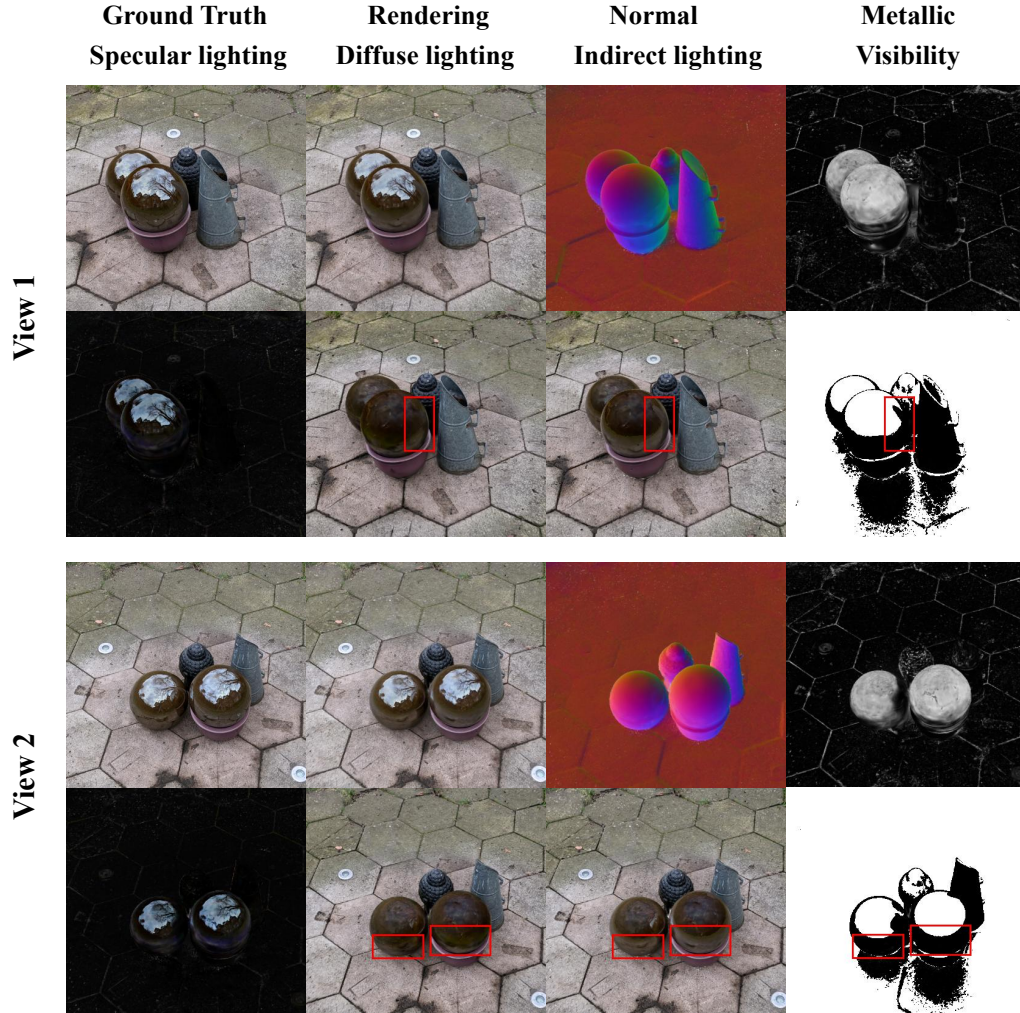 Ground Truth Rendering Normal Metallic
Specular lighting Diffuse lighting Indirect lighting Visibility
View 1
View 2